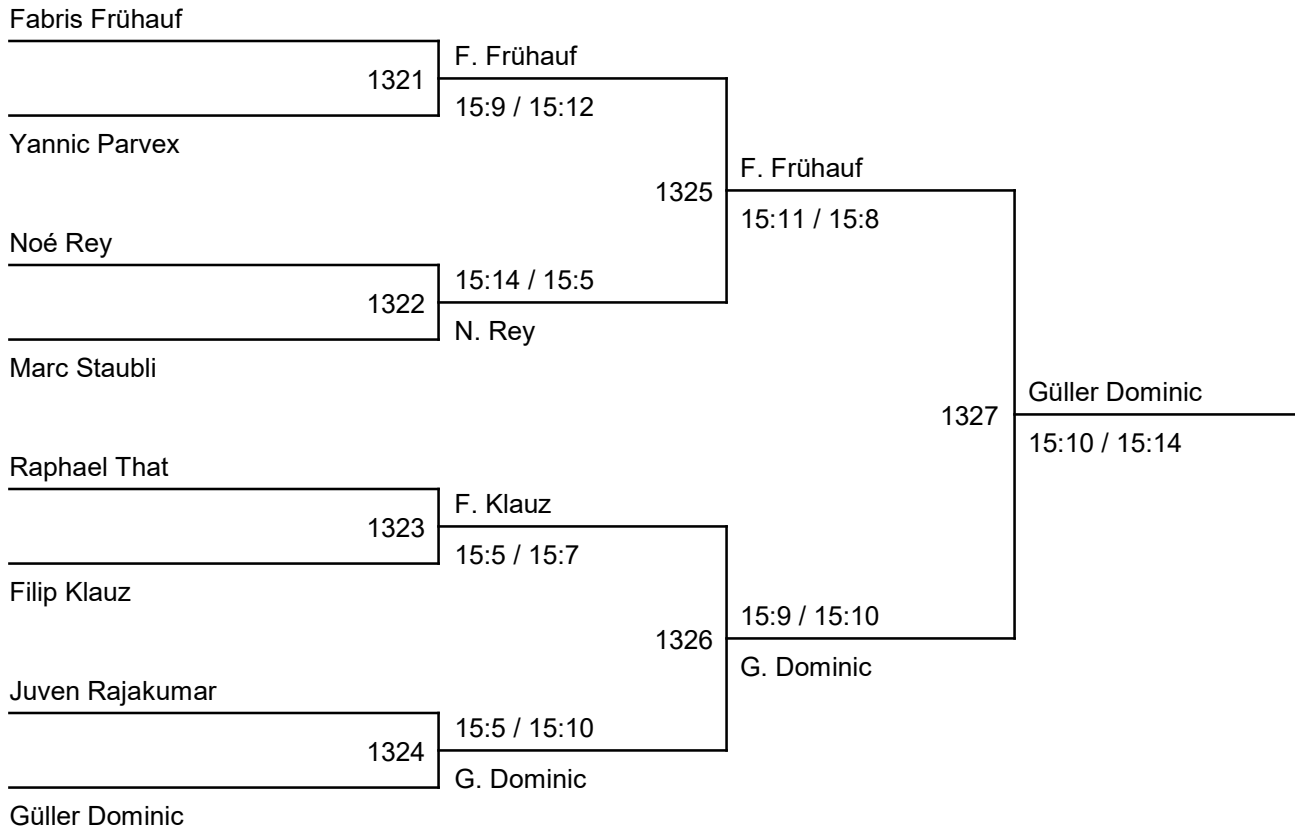 Fabris Frühauf
F. Frühauf
1321
15:9 / 15:12
Yannic Parvex
F. Frühauf
1325
15:11 / 15:8
Noé Rey
15:14 / 15:5
1322
N. Rey
Marc Staubli
Güller Dominic
1327
15:10 / 15:14
Raphael That
F. Klauz
1323
15:5 / 15:7
Filip Klauz
15:9 / 15:10
1326
G. Dominic
Juven Rajakumar
15:5 / 15:10
1324
G. Dominic
Güller Dominic